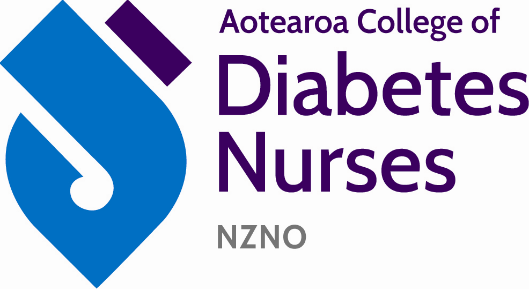 Aotearoa College of
Diabetes
Nurses
NZNO